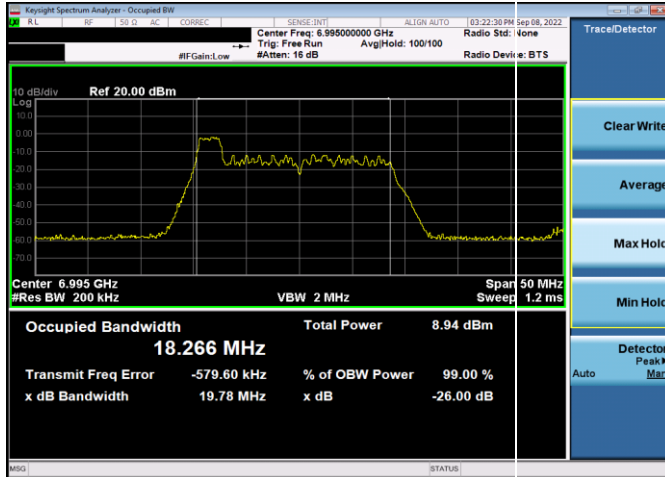 Keysight Spectrum Analyzer - Occupied BW
RL RF 50 Ω AC CORREC SENSE:INT ALIGN AUTO 03:22:30 PM Sep 08, 2022
Center Freq: 6.995000000 GHz Radio Std: None
Trig: Free Run Avg|Hold: 100/100
#IFGain:Low #Atten: 16 dB Radio Device: BTS
10 dB/div Ref 20.00 dBm
Log
10.0
0.00
-10.0
-20.0
-30.0
-40.0
-50.0
-60.0
-70.0
Center 6.995 GHz Span 50 MHz
#Res BW 200 kHz VBW 2 MHz Sweep 1.2 ms
Occupied Bandwidth Total Power 8.94 dBm
18.266 MHz
Transmit Freq Error -579.60 kHz % of OBW Power 99.00 %
x dB Bandwidth 19.78 MHz x dB -26.00 dB
MSG STATUS
Trace/Detector
Clear Write
Average
Max Hold
Min Hold
Detector
Peak
Auto Man